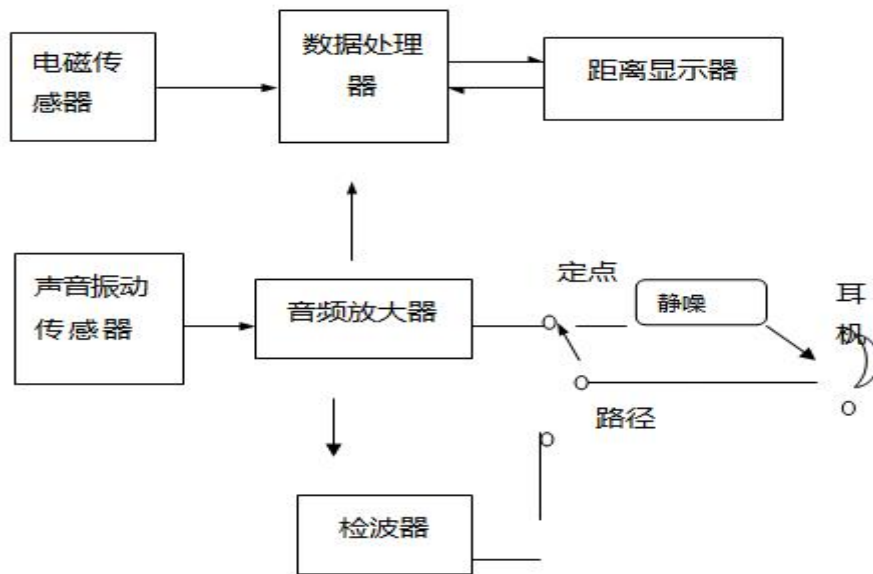 电磁传
感器
数据处理
器
距离显示器
声音振动
传感器
音频放大器
定点
静噪
耳
机
路径
检波器